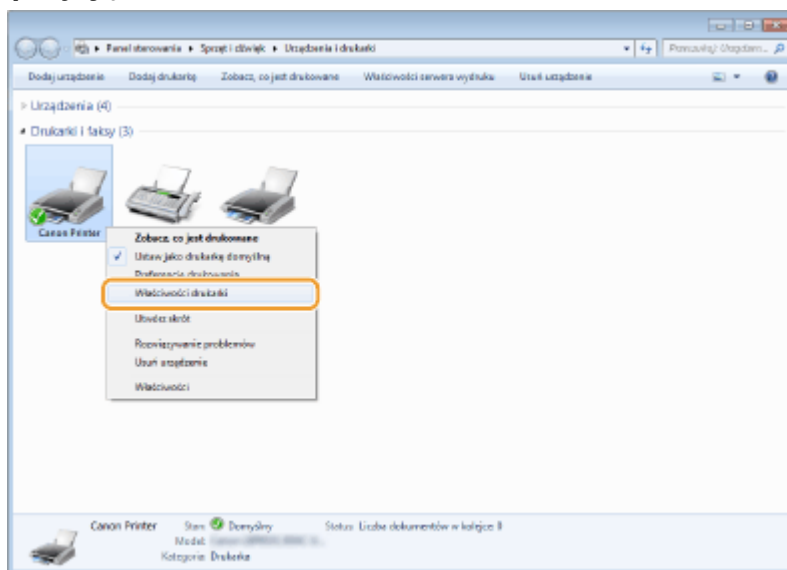 Panel sterowania ▸ Sprzęt i dźwięk ▸ Urządzenia i drukarki
Dodaj urządzenie Dodaj drukarkę Zobacz, co jest drukowane Właściwości serwera wydruku Usuń urządzenie
Urządzenia (4)
Drukarki i faksy (3)
Canon Printer
Zobacz, co jest drukowane
Ustaw jako drukarkę domyślną
Preferencje drukowania
Właściwości drukarki
Utwórz skrót
Rozwiązywanie problemów
Usuń urządzenie
Właściwości
Canon Printer Stan: Domyślny Status: Liczba dokumentów w kolejce: 0
Model:
Kategoria: Drukarka